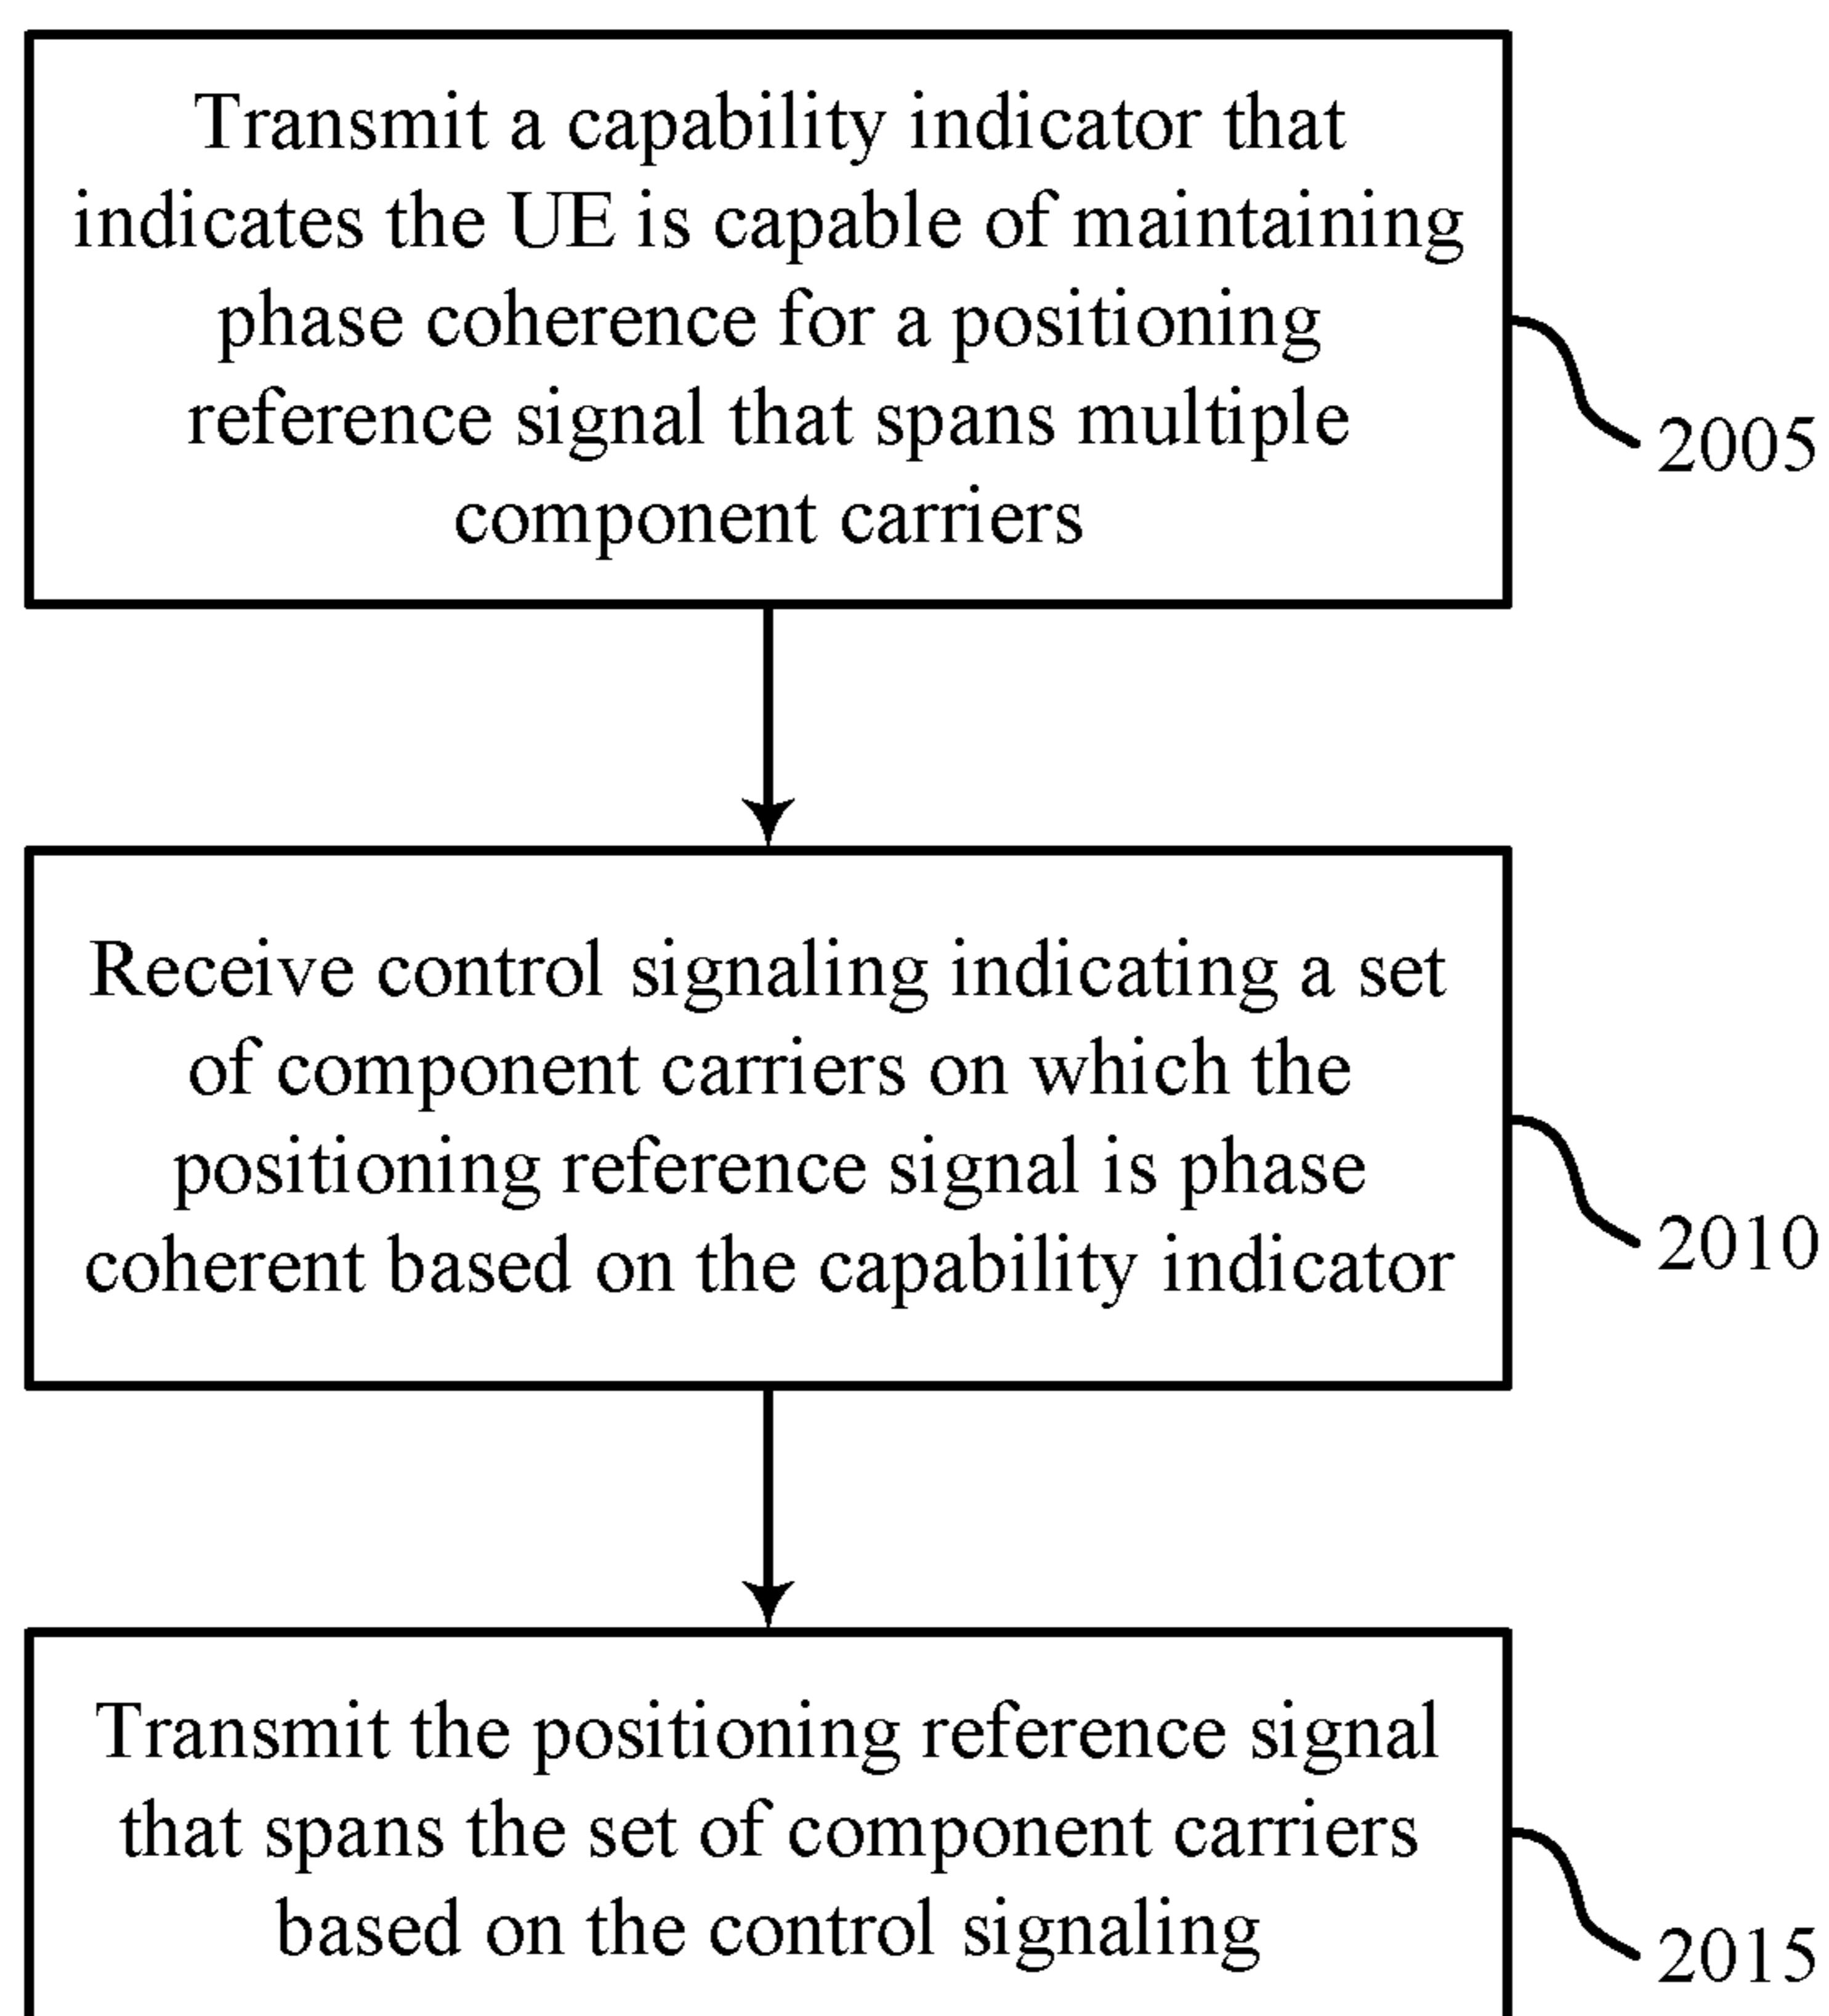 Transmit a capability indicator that
indicates the UE is capable of maintaining
phase coherence for a positioning
reference signal that spans multiple
component carriers
2005
Receive control signaling indicating a set
of component carriers on which the
positioning reference signal is phase
coherent based on the capability indicator
2010
Transmit the positioning reference signal
that spans the set of component carriers
based on the control signaling
2015